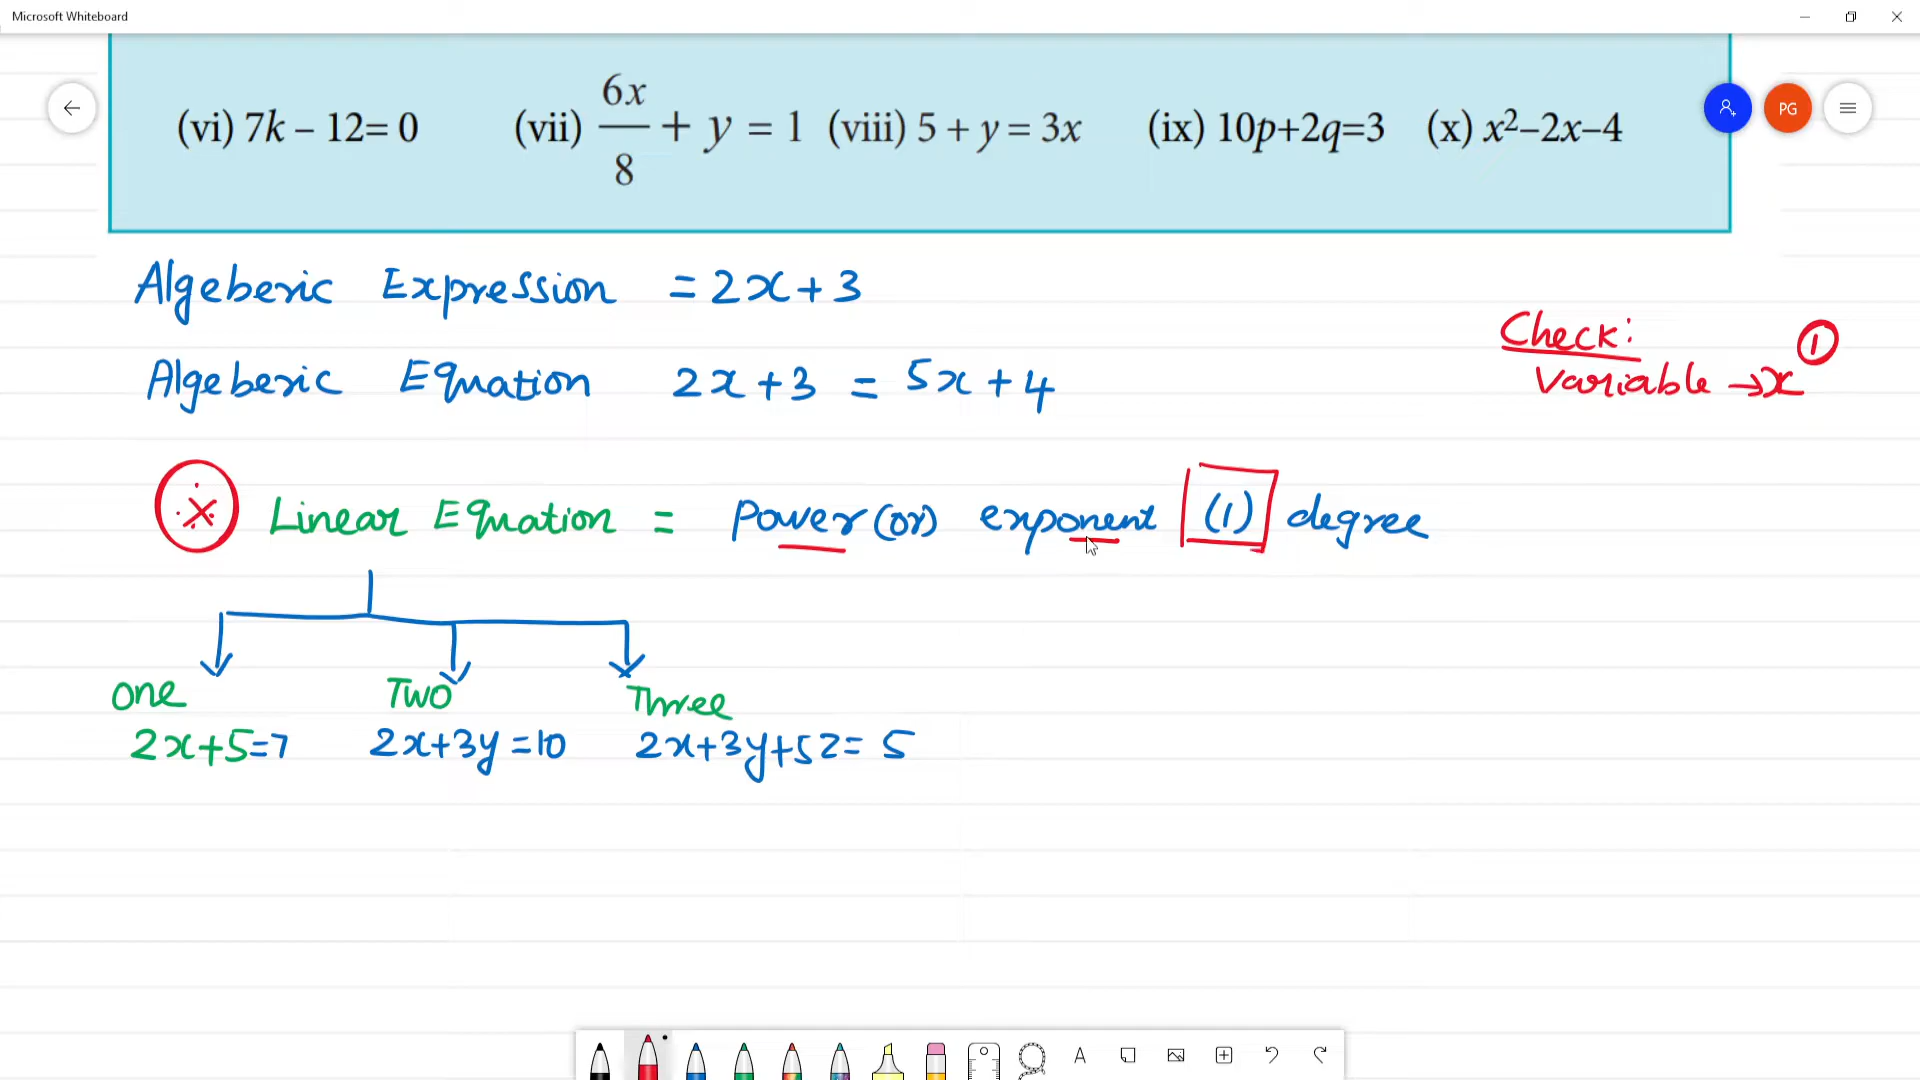 Microsoft Whiteboard
(vi) 7k – 12= 0 (vii) 6x/8 + y = 1 (viii) 5 + y = 3x (ix) 10p+2q=3 (x) x²–2x–4
PG
Algeberic Expression = 2x+3
Check:
Algeberic Equation 2x+3 = 5x+4
Variable → x ①
Linear Equation = Power (or) exponent (1) degree
One Two Three
2x+5=7 2x+3y=10 2x+3y+5z= 5
A